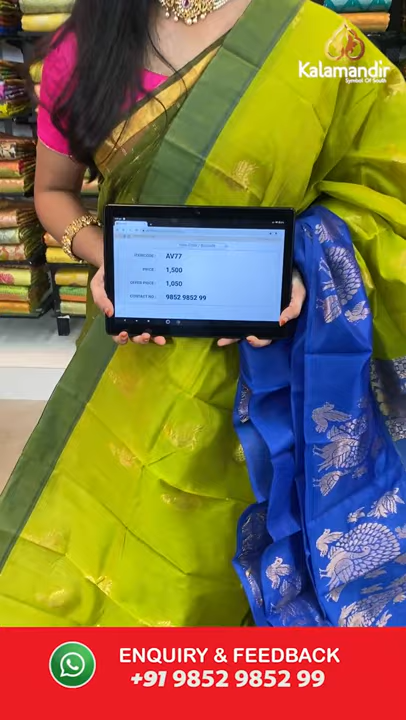 Kalamandir
Symbol Of South
ITEMCODE : AV77
PRICE : 1,500
OFFER PRICE : 1,050
CONTACT NO : 9852 9852 99
ENQUIRY & FEEDBACK
+91 9852 9852 99